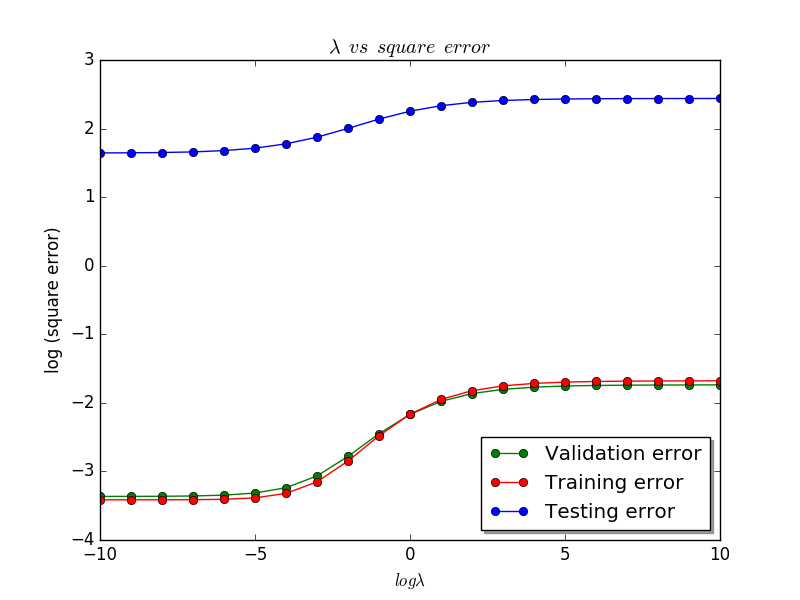 λ vs square error
3
2
1
0
−1
−2
−3
−4
log (square error)
−10
−5
0
5
10
logλ
Validation error
Training error
Testing error